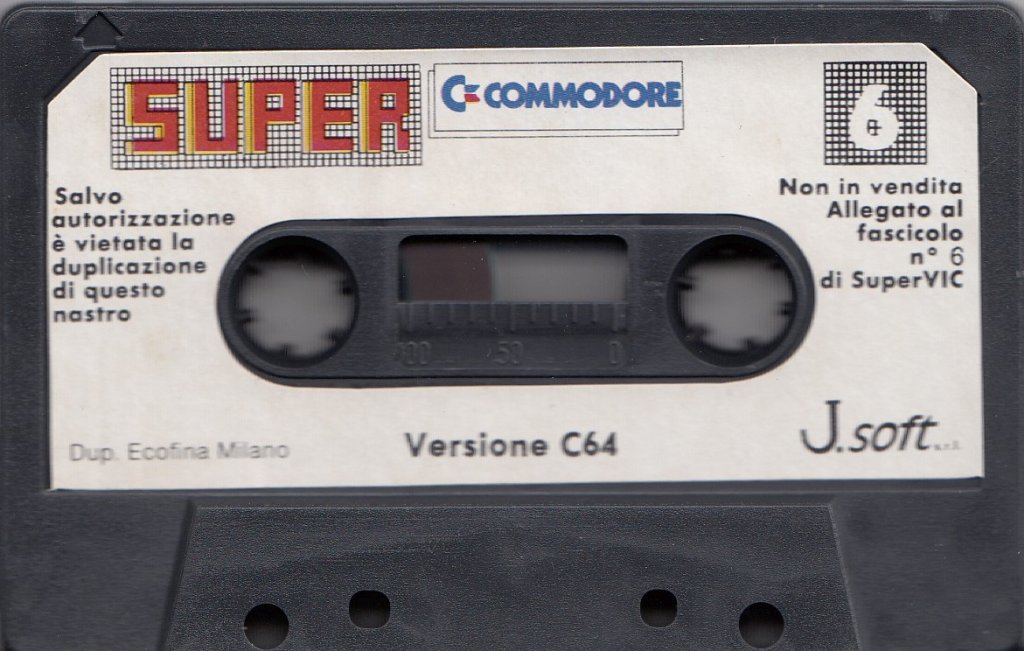 SUPER
COMMODORE
6
Salvo
autorizzazione
è vietata la
duplicazione
di questo
nastro
Non in vendita
Allegato al
fascicolo
n° 6
di SuperVIC
100 50 0
Dup. Ecofina Milano
Versione C64
J.soft s.r.l.